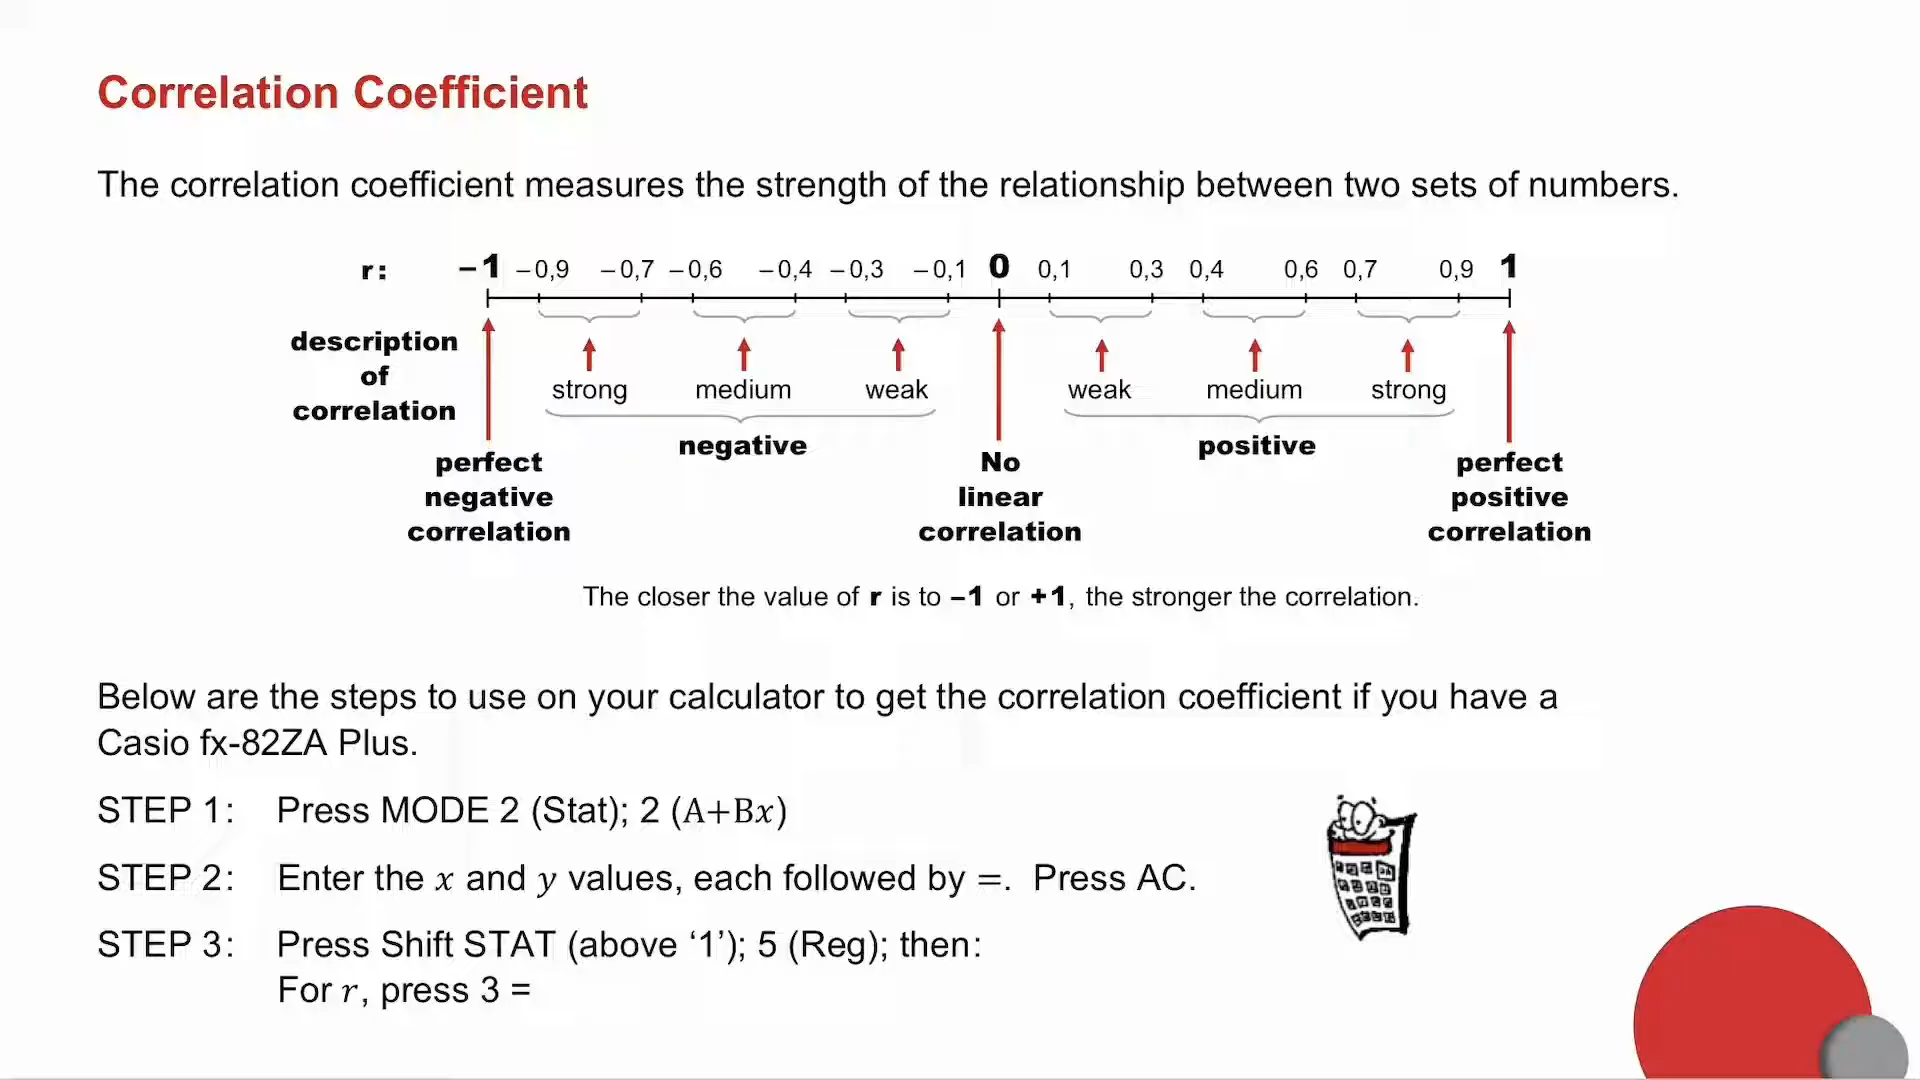 Correlation Coefficient
The correlation coefficient measures the strength of the relationship between two sets of numbers.
r: –1 –0,9 –0,7 –0,6 –0,4 –0,3 –0,1 0 0,1 0,3 0,4 0,6 0,7 0,9 1
description
of
correlation
strong medium weak weak medium strong
negative positive
perfect
negative
correlation
No
linear
correlation
perfect
positive
correlation
The closer the value of r is to –1 or +1, the stronger the correlation.
Below are the steps to use on your calculator to get the correlation coefficient if you have a
Casio fx-82ZA Plus.
STEP 1: Press MODE 2 (Stat); 2 (A+Bx)
STEP 2: Enter the x and y values, each followed by =. Press AC.
STEP 3: Press Shift STAT (above ‘1’); 5 (Reg); then:
For r, press 3 =